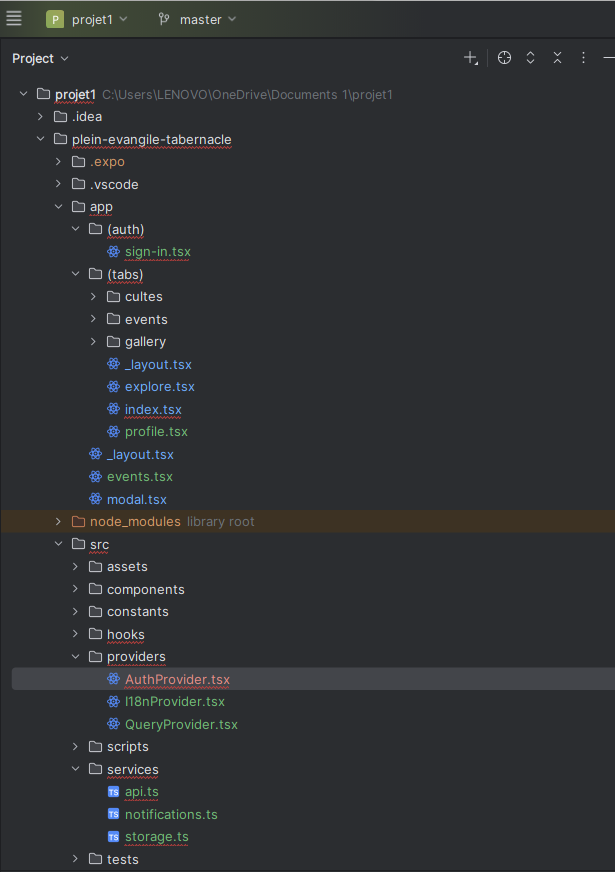 P projet1 master
Project
projet1 C:\Users\LENOVO\OneDrive\Documents 1\projet1
.idea
plein-evangile-tabernacle
.expo
.vscode
app
(auth)
sign-in.tsx
(tabs)
cultes
events
gallery
_layout.tsx
explore.tsx
index.tsx
profile.tsx
_layout.tsx
events.tsx
modal.tsx
node_modules library root
src
assets
components
constants
hooks
providers
AuthProvider.tsx
I18nProvider.tsx
QueryProvider.tsx
scripts
services
TS api.ts
TS notifications.ts
TS storage.ts
tests